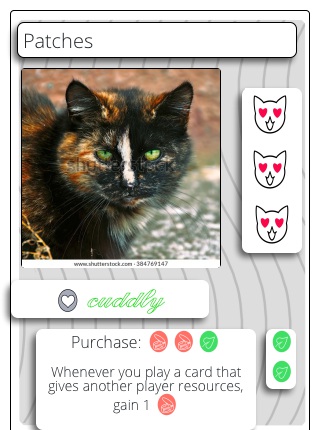 Patches
shutterstock
www.shutterstock.com · 384769147
cuddly
Purchase:
Whenever you play a card that
gives another player resources,
gain 1